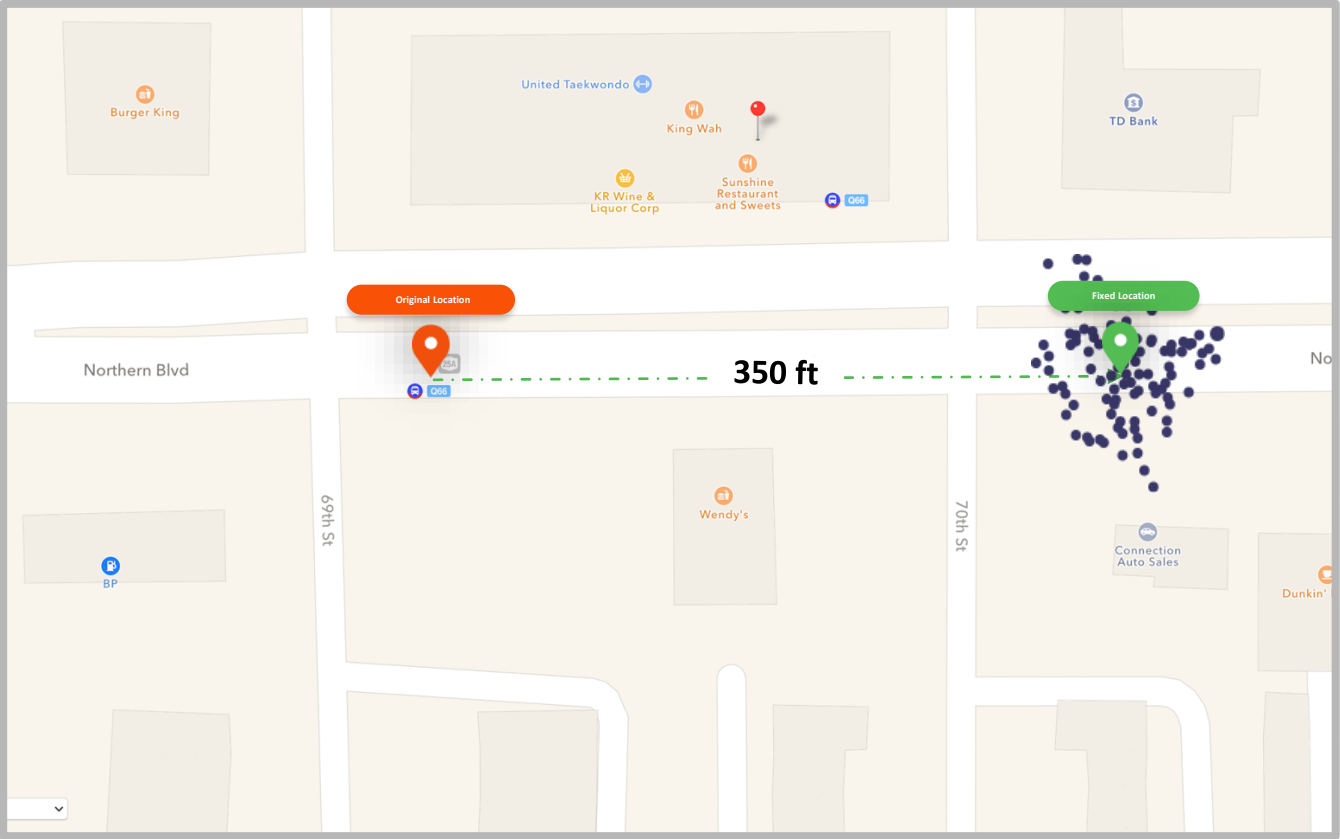 United Taekwondo
Burger King
King Wah
TD Bank
KR Wine &
Liquor Corp
Sunshine
Restaurant
and Sweets
Q66
Original Location
Fixed Location
Northern Blvd
25A
350 ft
No
Q66
69th St
70th St
Wendy's
Connection
Auto Sales
BP
Dunkin'